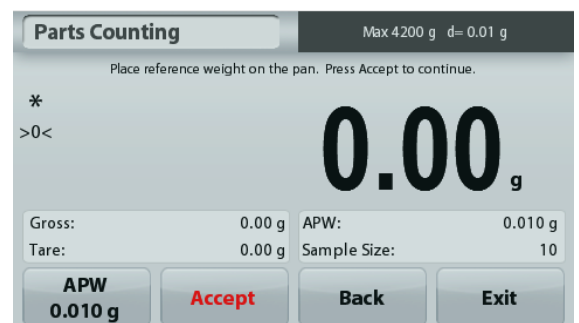 Parts Counting
Max 4200 g d= 0.01 g
Place reference weight on the pan. Press Accept to continue.
*
>0<
0.00 g
Gross: 0.00 g APW: 0.010 g
Tare: 0.00 g Sample Size: 10
APW
0.010 g
Accept
Back
Exit